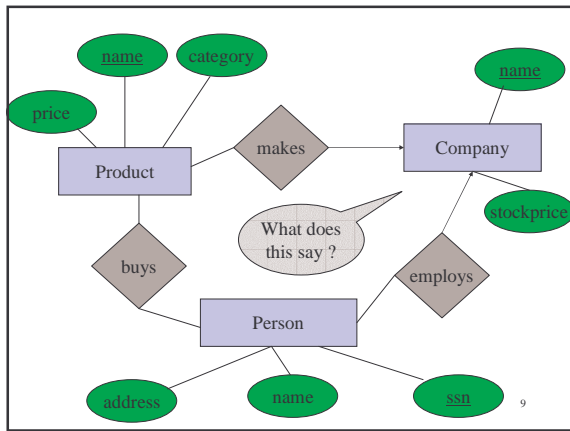 name
category
name
price
makes
Company
Product
stockprice
What does
this say ?
buys
employs
Person
address
name
ssn
9